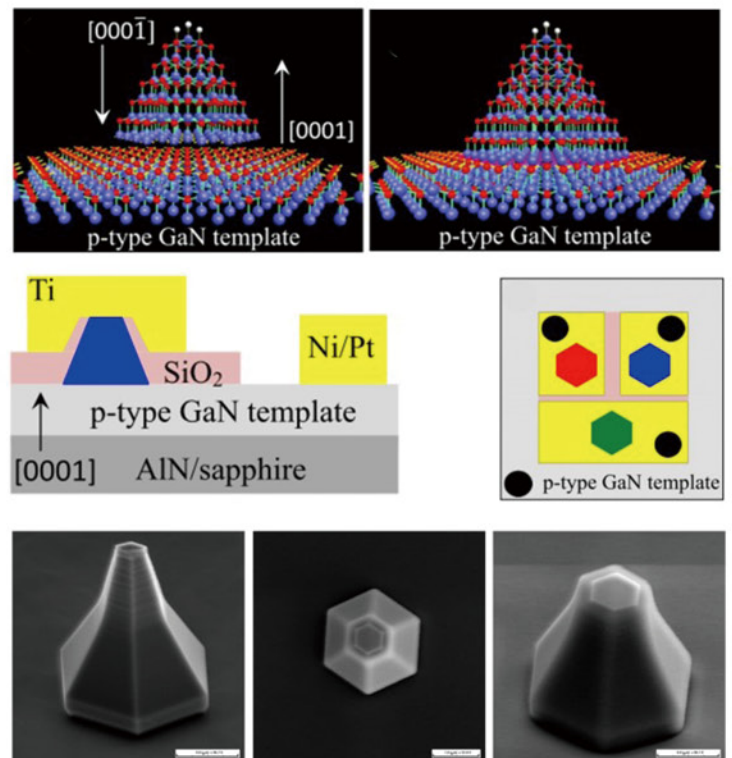 [0001̄]
[0001]
p-type GaN template
p-type GaN template
Ti
SiO₂
Ni/Pt
p-type GaN template
[0001]
AlN/sapphire
p-type GaN template